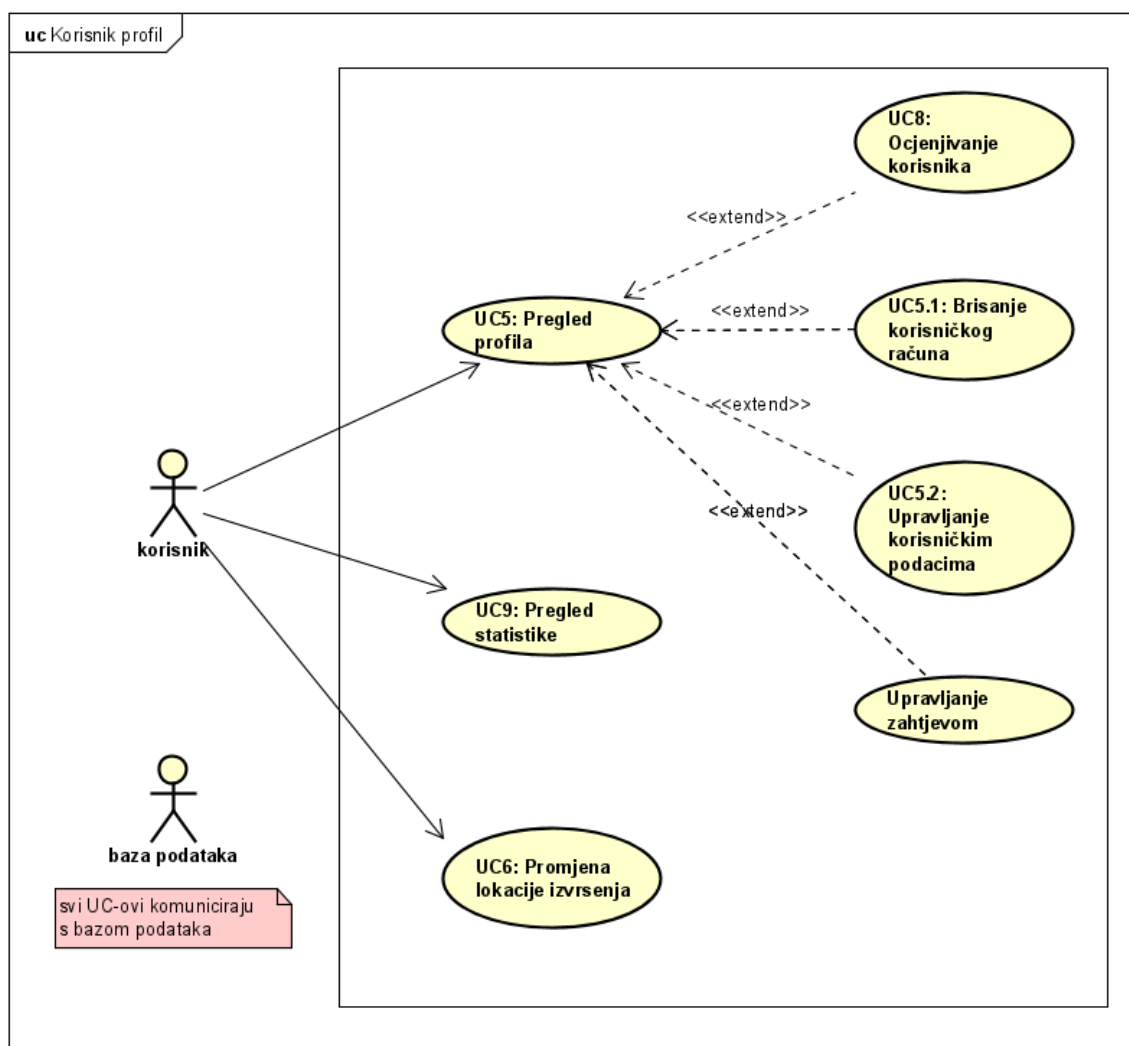 uc Korisnik profil
UC8:
Ocjenjivanje
korisnika
<<extend>>
UC5: Pregled
profila
<<extend>>
UC5.1: Brisanje
korisničkog
računa
<<extend>>
UC5.2:
Upravljanje
korisničkim
podacima
<<extend>>
korisnik
UC9: Pregled
statistike
Upravljanje
zahtjevom
baza podataka
UC6: Promjena
lokacije izvrsenja
svi UC-ovi komuniciraju
s bazom podataka